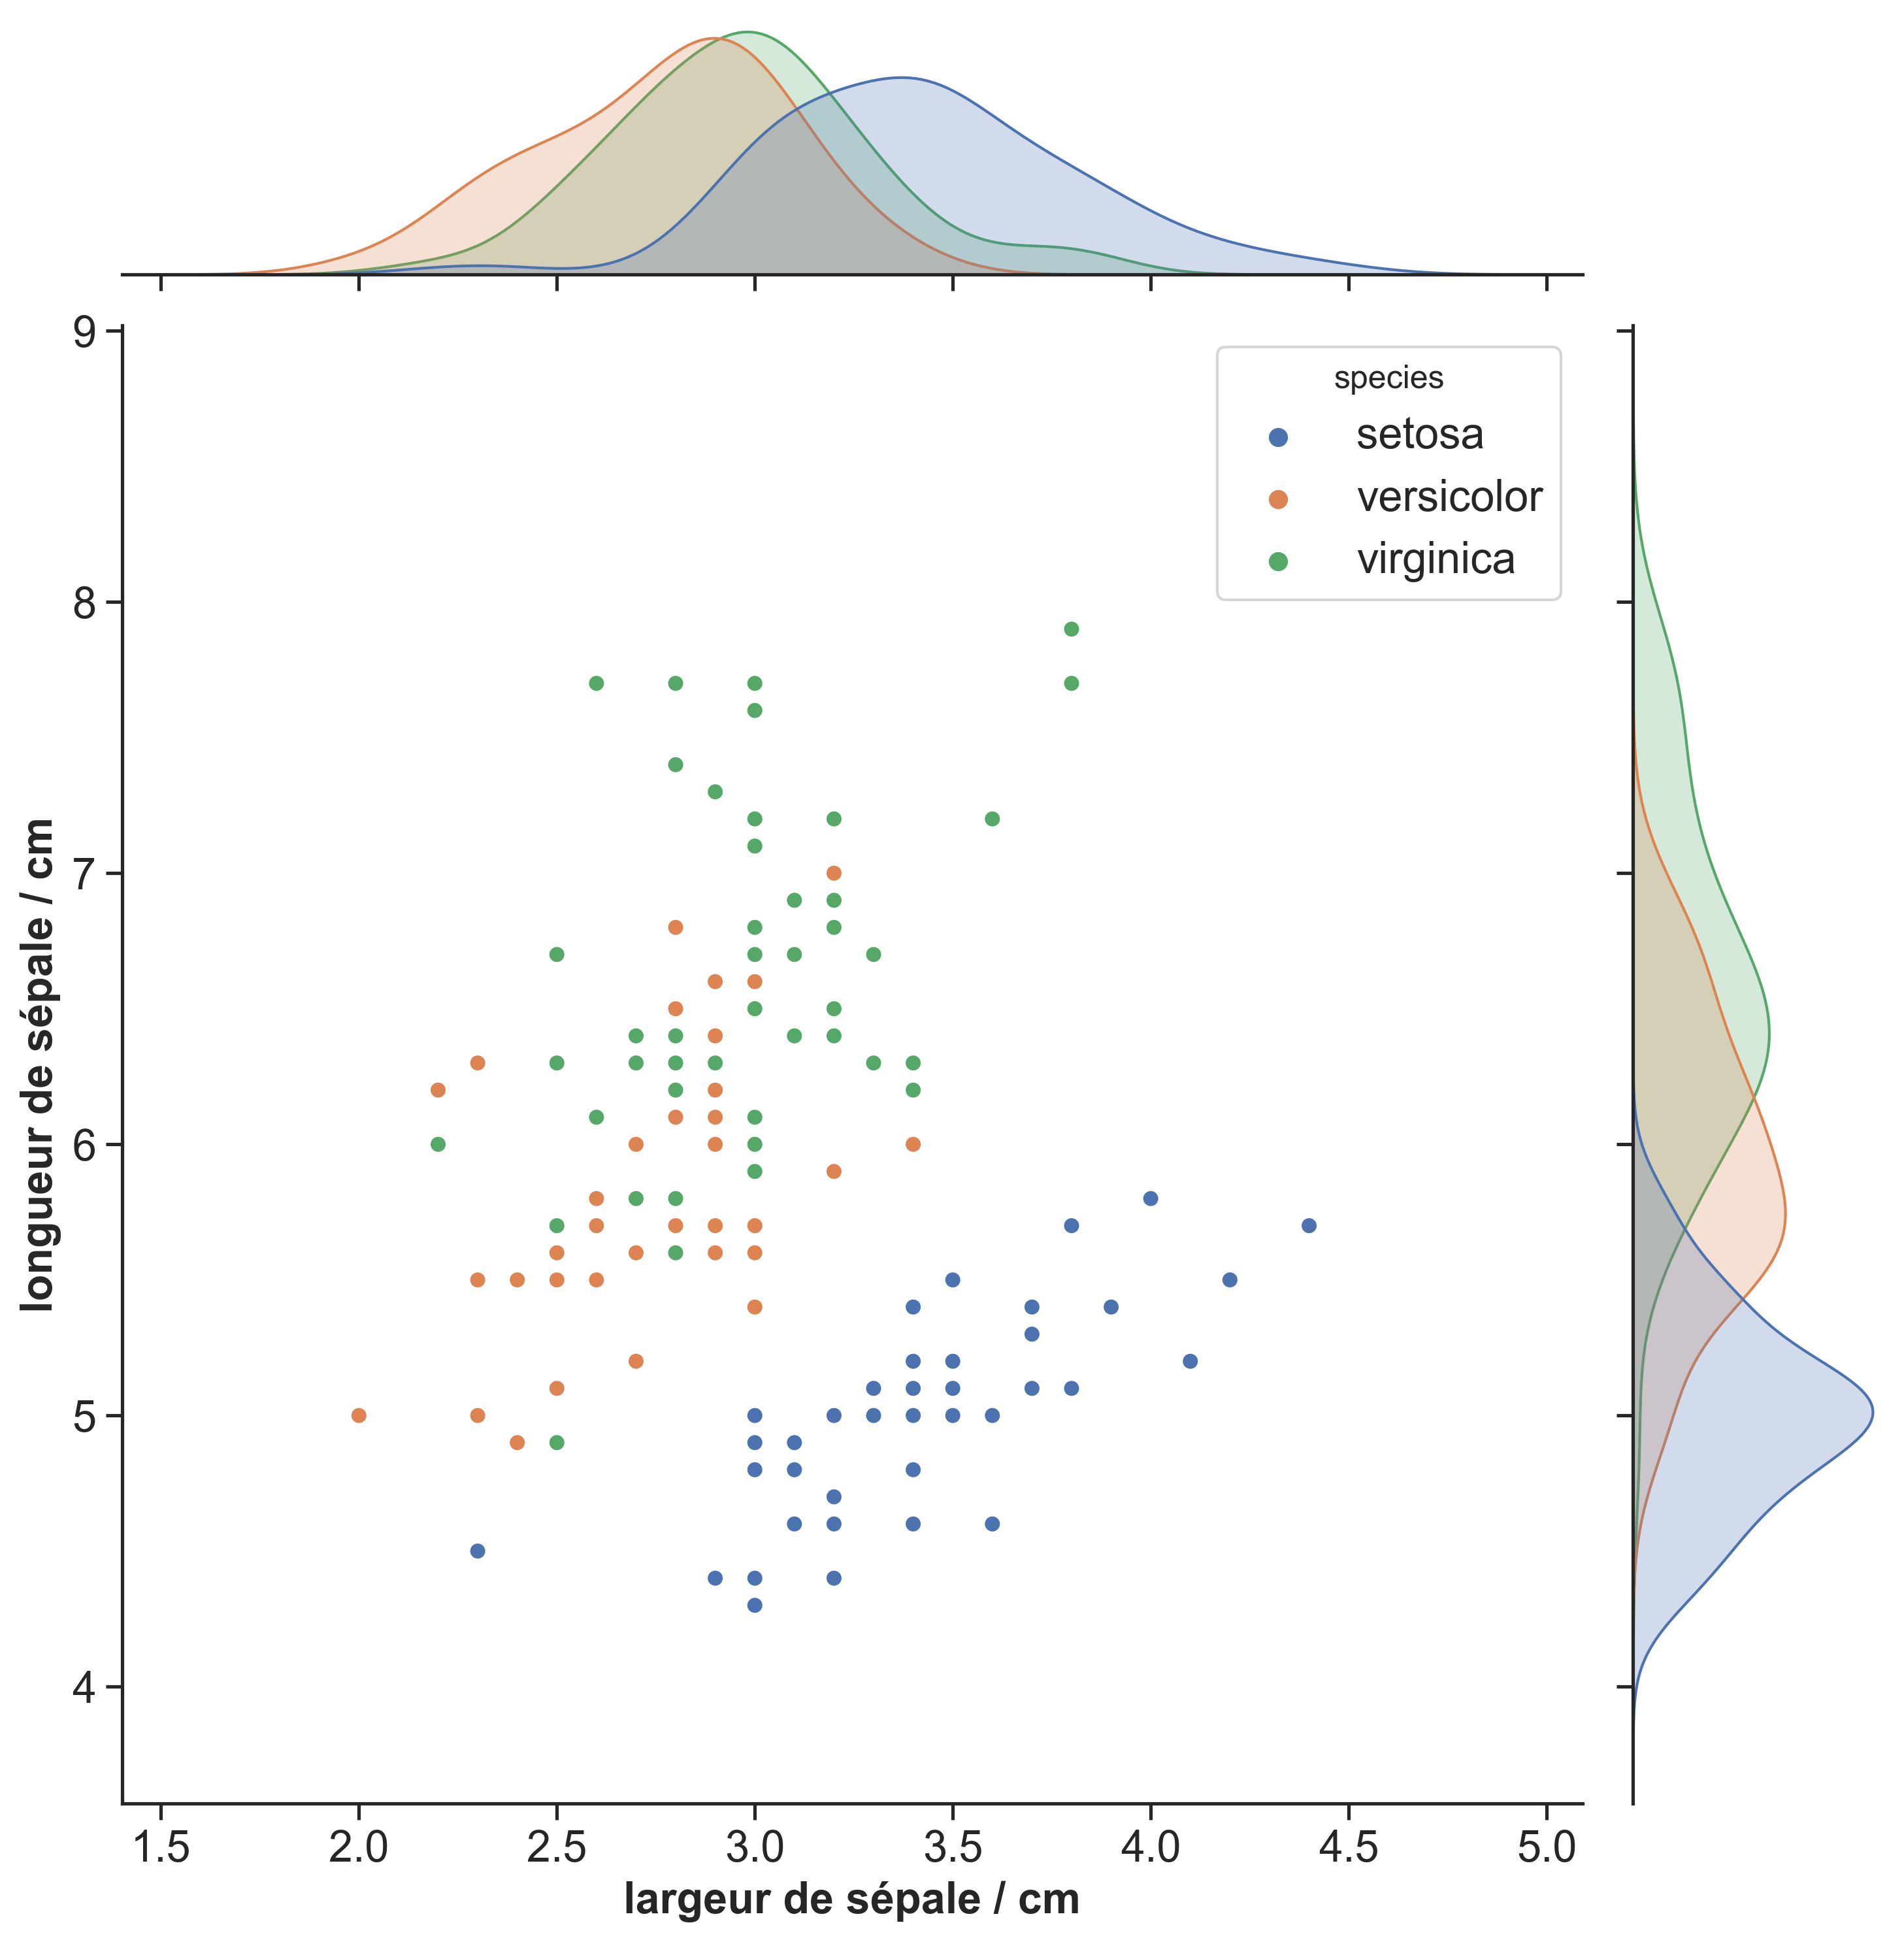 9
species
setosa
versicolor
virginica
8
7
6
5
4
longueur de sépale / cm
1.5 2.0 2.5 3.0 3.5 4.0 4.5 5.0
largeur de sépale / cm